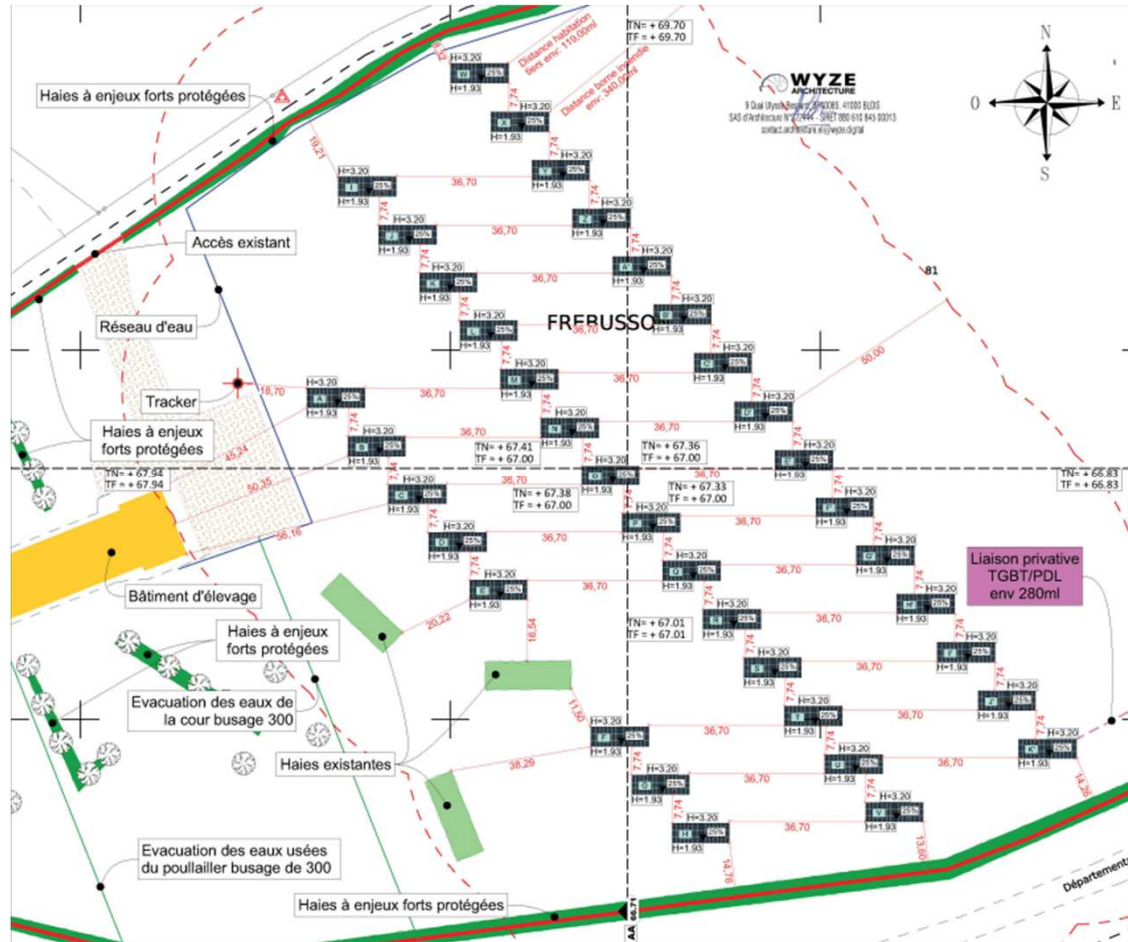 TN= + 69.70
TF = + 69.70
Distance habitation
tiers env: 119,00ml
Distance borne incendie
env: 340,00ml
WYZE
ARCHITECTURE
N
O
E
S
Haies à enjeux forts protégées
19,21
Accès existant
Réseau d'eau
Tracker
18,70
Haies à enjeux
forts protégées
45,24
50,35
56,16
TN= + 67.94
TF = + 67.94
Bâtiment d'élevage
FREBUSSO
81
50,00
H=3.20
W
25%
H=1.93
7,74
X
Y
I
36,70
Z
J
A'
K
B'
L
C'
M
D'
A
N
B
E'
TN= + 67.41
TF = + 67.00
TN= + 67.36
TF = + 67.00
TN= + 66.83
TF = + 66.83
O
C
TN= + 67.38
TF = + 67.00
TN= + 67.33
TF = + 67.00
F'
P
D
G'
Q
E
H'
R
20,22
16,54
TN= + 67.01
TF = + 67.01
Liaison privative
TGBT/PDL
env 280ml
I'
S
J'
T
11,50
F
K'
U
38,29
G
V
H
14,26
14,76
13,60
Haies à enjeux
forts protégées
Evacuation des eaux de
la cour busage 300
Haies existantes
Evacuation des eaux usées
du poullailler busage de 300
Haies à enjeux forts protégées
AA 66.71
Département